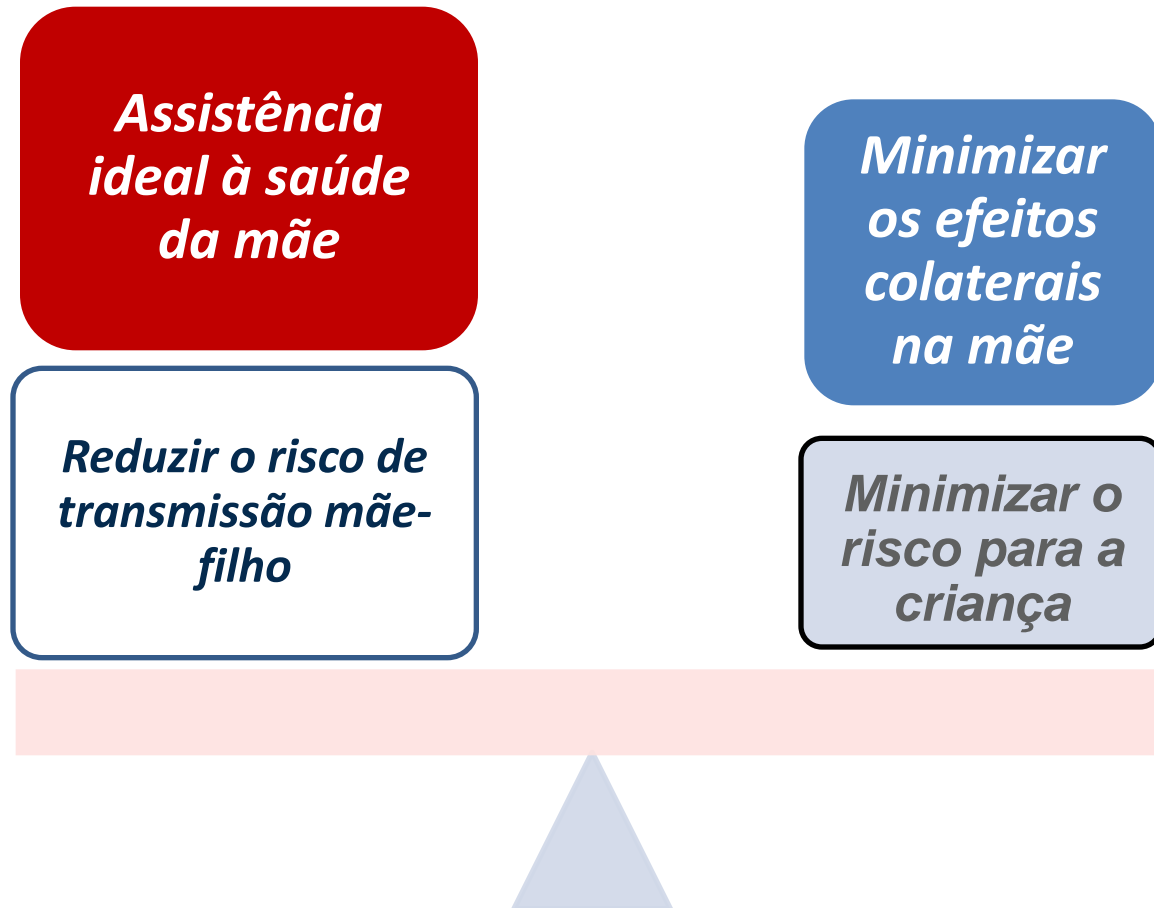 Assistência
ideal à saúde
da mãe
Reduzir o risco de
transmissão mãe-
filho
Minimizar
os efeitos
colaterais
na mãe
Minimizar o
risco para a
criança